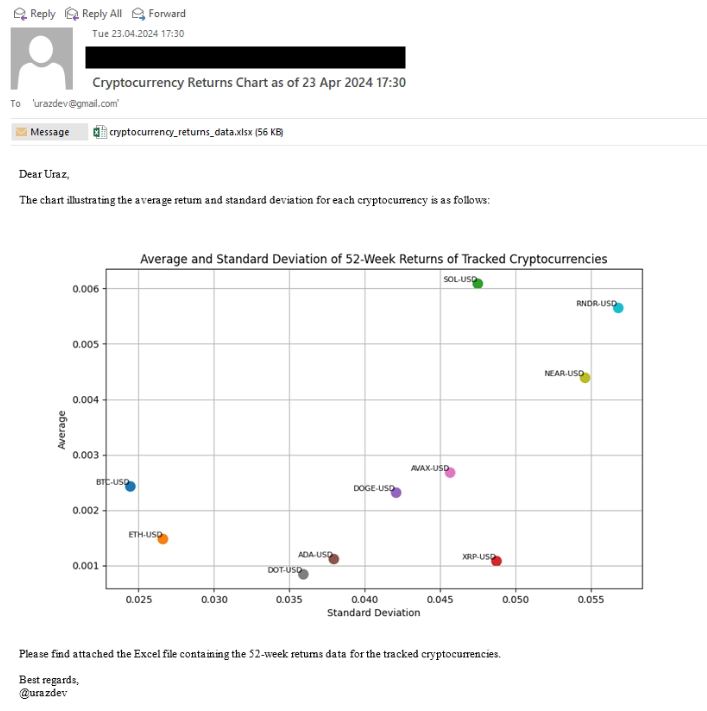 Reply Reply All Forward
Tue 23.04.2024 17:30
Cryptocurrency Returns Chart as of 23 Apr 2024 17:30
To 'urazdev@gmail.com'
Message cryptocurrency_returns_data.xlsx (56 KB)
Dear Uraz,
The chart illustrating the average return and standard deviation for each cryptocurrency is as follows:
Average and Standard Deviation of 52-Week Returns of Tracked Cryptocurrencies
SOL-USD
0.006
RNDR-USD
0.005
NEAR-USD
0.004
Average
0.003
AVAX-USD
BTC-USD
DOGE-USD
0.002
ETH-USD
ADA-USD
XRP-USD
0.001
DOT-USD
0.025 0.030 0.035 0.040 0.045 0.050 0.055
Standard Deviation
Please find attached the Excel file containing the 52-week returns data for the tracked cryptocurrencies.
Best regards,
@urazdev